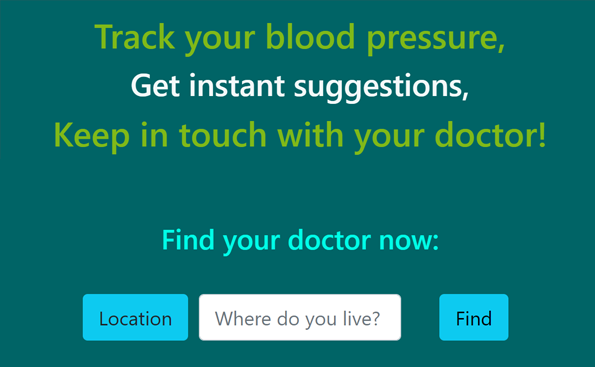 Track your blood pressure,
Get instant suggestions,
Keep in touch with your doctor!
Find your doctor now:
Location Where do you live? Find